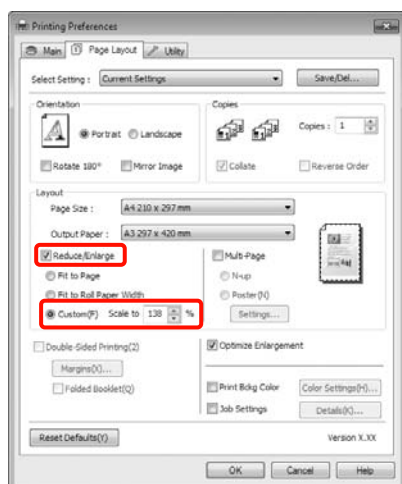 Printing Preferences
Main Page Layout Utility
Select Setting : Current Settings Save/Del...
Orientation Copies
Portrait Landscape Copies : 1
Rotate 180° Mirror Image Collate Reverse Order
Layout
Page Size : A4 210 x 297 mm
Output Paper : A3 297 x 420 mm
Reduce/Enlarge Multi-Page
Fit to Page N-up
Fit to Roll Paper Width Poster(N)
Custom(F) Scale to 138 % Settings...
Double-Sided Printing(2) Optimize Enlargement
Margins(X)...
Folded Booklet(Q) Print Bckg Color Color Settings(H)...
Job Settings Details(K)...
Reset Defaults(Y) Version X.XX
OK Cancel Help